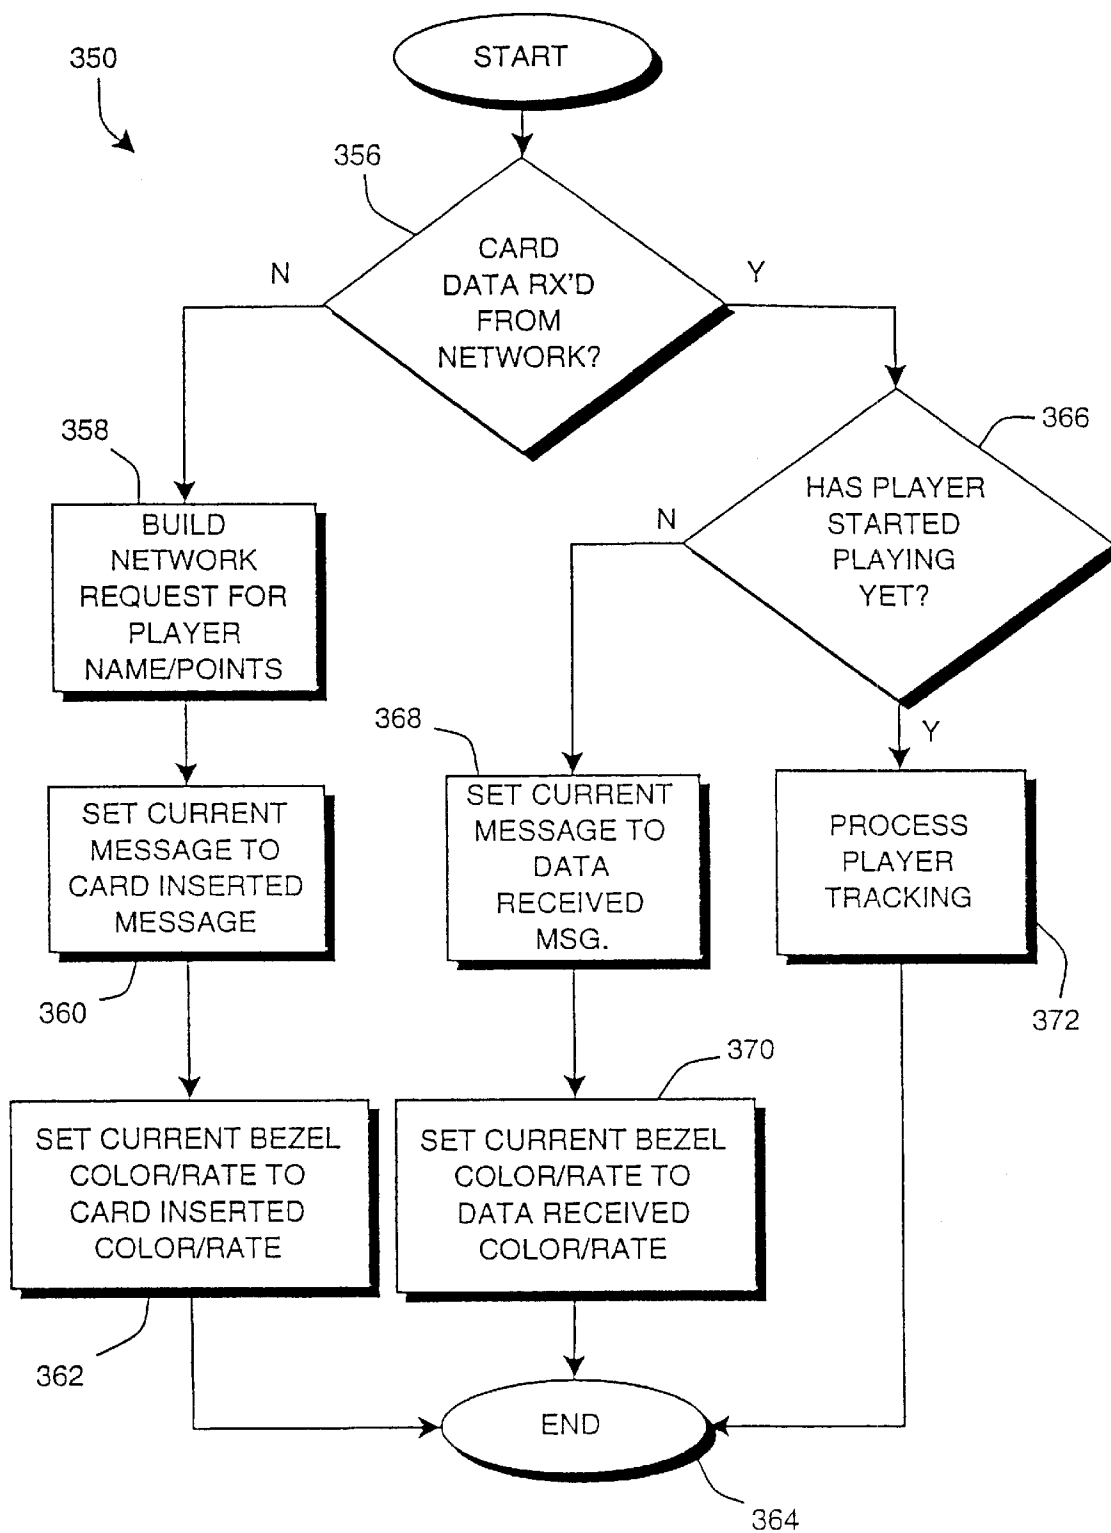 START
350
356
CARD
DATA RX'D
FROM
NETWORK?
N
Y
358
366
BUILD
NETWORK
REQUEST FOR
PLAYER
NAME/POINTS
HAS PLAYER
STARTED
PLAYING
YET?
N
Y
368
SET CURRENT
MESSAGE TO
CARD INSERTED
MESSAGE
SET CURRENT
MESSAGE TO
DATA
RECEIVED
MSG.
PROCESS
PLAYER
TRACKING
360
372
370
SET CURRENT BEZEL
COLOR/RATE TO
CARD INSERTED
COLOR/RATE
SET CURRENT BEZEL
COLOR/RATE TO
DATA RECEIVED
COLOR/RATE
362
END
364